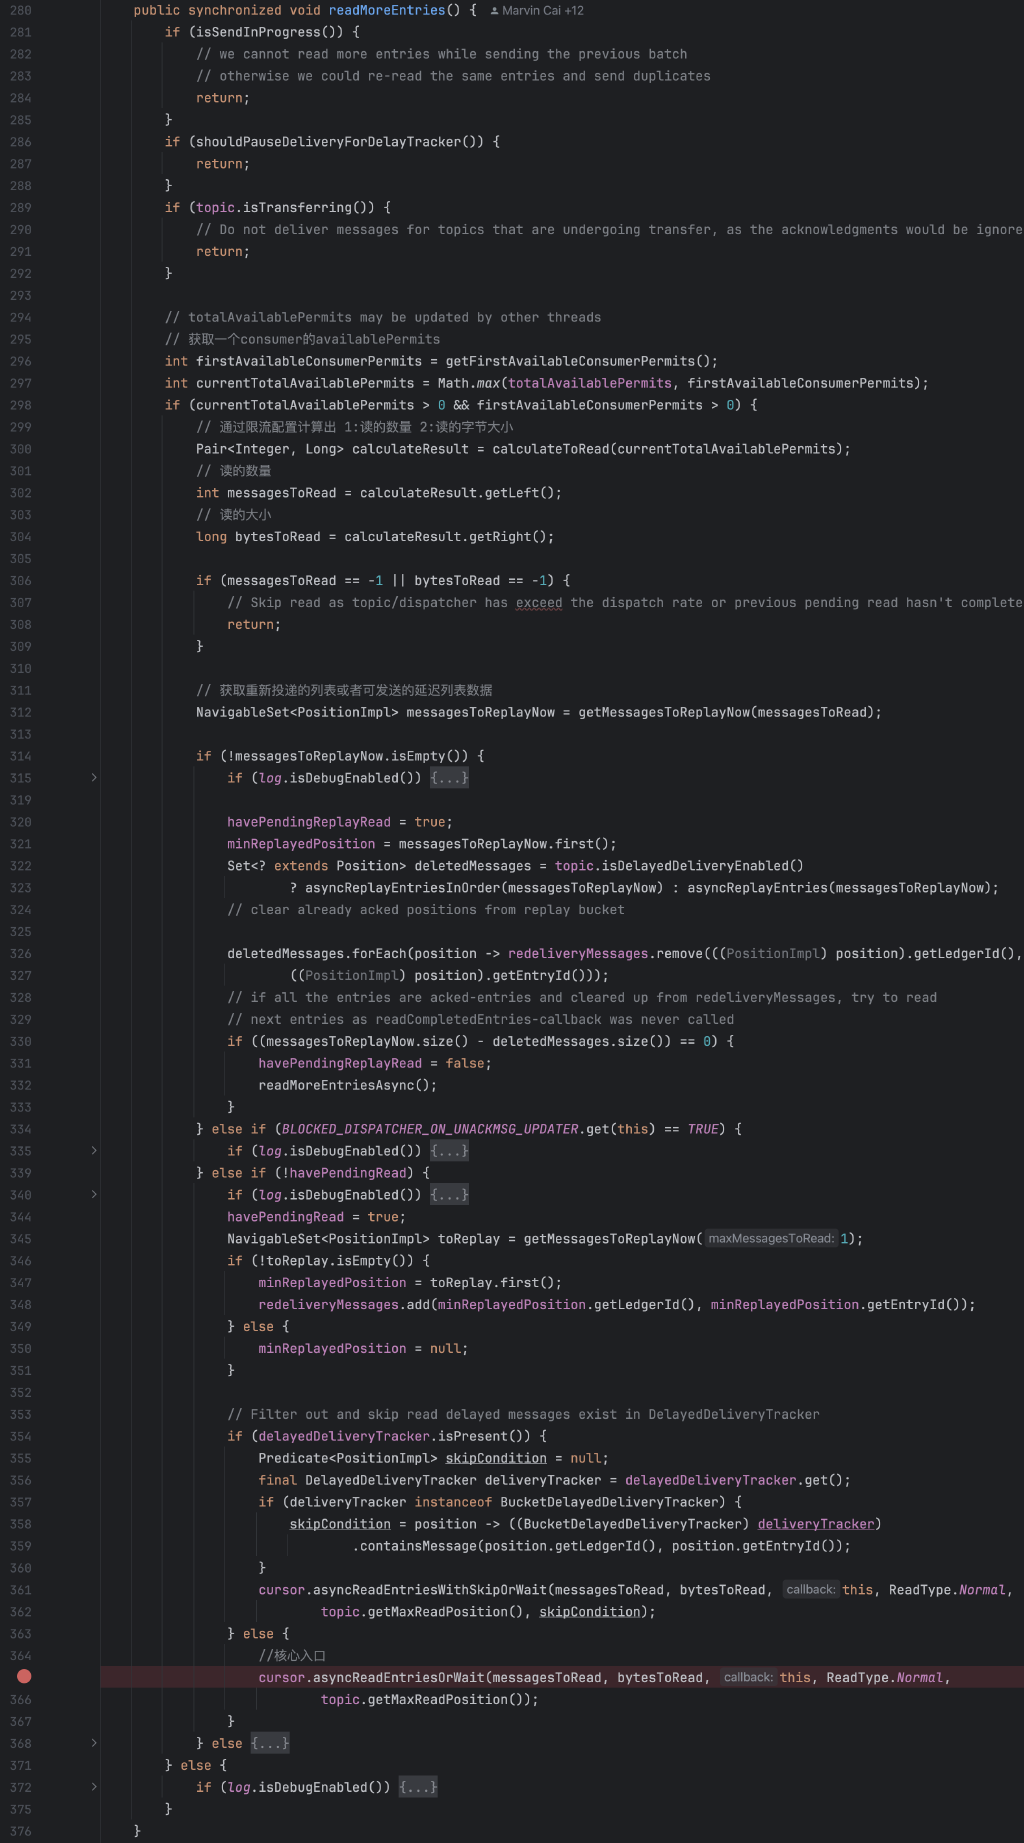 280 public synchronized void readMoreEntries() { Marvin Cai +12
281 if (isSendInProgress()) {
282 // we cannot read more entries while sending the previous batch
283 // otherwise we could re-read the same entries and send duplicates
284 return;
285 }
286 if (shouldPauseDeliveryForDelayTracker()) {
287 return;
288 }
289 if (topic.isTransferring()) {
290 // Do not deliver messages for topics that are undergoing transfer, as the acknowledgments would be ignore
291 return;
292 }
293
294 // totalAvailablePermits may be updated by other threads
295 // 获取一个consumer的availablePermits
296 int firstAvailableConsumerPermits = getFirstAvailableConsumerPermits();
297 int currentTotalAvailablePermits = Math.max(totalAvailablePermits, firstAvailableConsumerPermits);
298 if (currentTotalAvailablePermits > 0 && firstAvailableConsumerPermits > 0) {
299 // 通过限流配置计算出 1:读的数量 2:读的字节大小
300 Pair<Integer, Long> calculateResult = calculateToRead(currentTotalAvailablePermits);
301 // 读的数量
302 int messagesToRead = calculateResult.getLeft();
303 // 读的大小
304 long bytesToRead = calculateResult.getRight();
305
306 if (messagesToRead == -1 || bytesToRead == -1) {
307 // Skip read as topic/dispatcher has exceed the dispatch rate or previous pending read hasn't complete
308 return;
309 }
310
311 // 获取重新投递的列表或者可发送的延迟列表数据
312 NavigableSet<PositionImpl> messagesToReplayNow = getMessagesToReplayNow(messagesToRead);
313
314 if (!messagesToReplayNow.isEmpty()) {
315 if (log.isDebugEnabled()) {...}
319
320 havePendingReplayRead = true;
321 minReplayedPosition = messagesToReplayNow.first();
322 Set<? extends Position> deletedMessages = topic.isDelayedDeliveryEnabled()
323 ? asyncReplayEntriesInOrder(messagesToReplayNow) : asyncReplayEntries(messagesToReplayNow);
324 // clear already acked positions from replay bucket
325
326 deletedMessages.forEach(position -> redeliveryMessages.remove(((PositionImpl) position).getLedgerId(),
327 ((PositionImpl) position).getEntryId()));
328 // if all the entries are acked-entries and cleared up from redeliveryMessages, try to read
329 // next entries as readCompletedEntries-callback was never called
330 if ((messagesToReplayNow.size() - deletedMessages.size()) == 0) {
331 havePendingReplayRead = false;
332 readMoreEntriesAsync();
333 }
334 } else if (BLOCKED_DISPATCHER_ON_UNACKMSG_UPDATER.get(this) == TRUE) {
335 if (log.isDebugEnabled()) {...}
339 } else if (!havePendingRead) {
340 if (log.isDebugEnabled()) {...}
344 havePendingRead = true;
345 NavigableSet<PositionImpl> toReplay = getMessagesToReplayNow( maxMessagesToRead: 1);
346 if (!toReplay.isEmpty()) {
347 minReplayedPosition = toReplay.first();
348 redeliveryMessages.add(minReplayedPosition.getLedgerId(), minReplayedPosition.getEntryId());
349 } else {
350 minReplayedPosition = null;
351 }
352
353 // Filter out and skip read delayed messages exist in DelayedDeliveryTracker
354 if (delayedDeliveryTracker.isPresent()) {
355 Predicate<PositionImpl> skipCondition = null;
356 final DelayedDeliveryTracker deliveryTracker = delayedDeliveryTracker.get();
357 if (deliveryTracker instanceof BucketDelayedDeliveryTracker) {
358 skipCondition = position -> ((BucketDelayedDeliveryTracker) deliveryTracker)
359 .containsMessage(position.getLedgerId(), position.getEntryId());
360 }
361 cursor.asyncReadEntriesWithSkipOrWait(messagesToRead, bytesToRead, callback: this, ReadType.Normal,
362 topic.getMaxReadPosition(), skipCondition);
363 } else {
364 //核心入口
cursor.asyncReadEntriesOrWait(messagesToRead, bytesToRead, callback: this, ReadType.Normal,
366 topic.getMaxReadPosition());
367 }
368 } else {...}
371 } else {
372 if (log.isDebugEnabled()) {...}
375 }
376 }